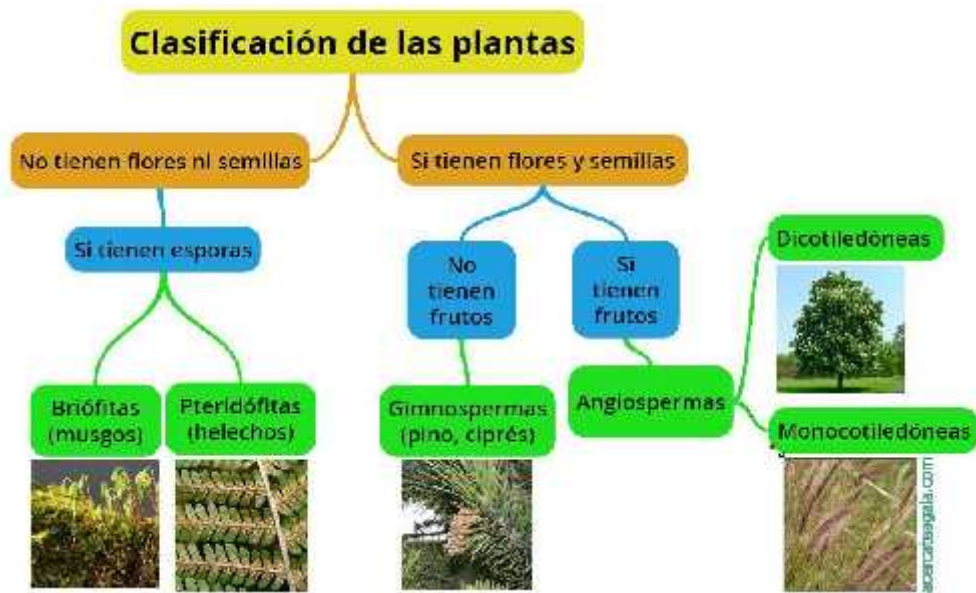 Clasificación de las plantas
No tienen flores ni semillas
Si tienen flores y semillas
Si tienen esporas
No
tienen
frutos
Si
tienen
frutos
Dicotiledòneas
Briófitas
(musgos)
Pteridófitas
(helechos)
Gimnospermas
(pino, ciprés)
Angiospermas
Monocotiledòneas